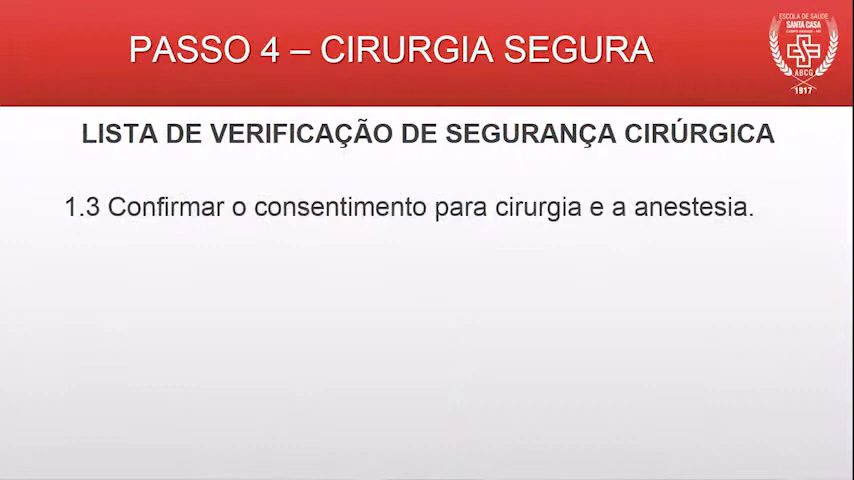 PASSO 4 – CIRURGIA SEGURA
ESCOLA DE SAÚDE
SANTA CASA
ABCG
1917
LISTA DE VERIFICAÇÃO DE SEGURANÇA CIRÚRGICA
1.3 Confirmar o consentimento para cirurgia e a anestesia.